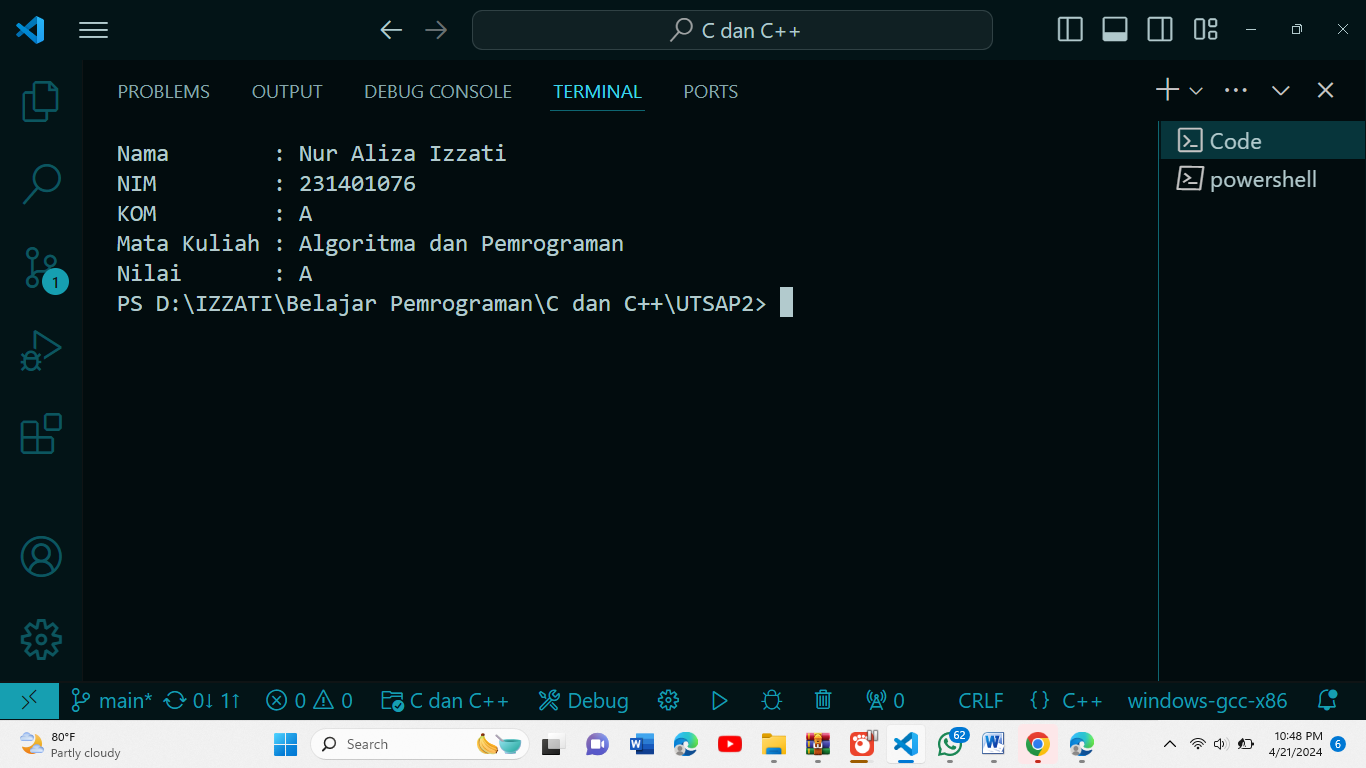 C dan C++
PROBLEMS OUTPUT DEBUG CONSOLE TERMINAL PORTS
Nama : Nur Aliza Izzati
NIM : 231401076
KOM : A
Mata Kuliah : Algoritma dan Pemrograman
Nilai : A
PS D:\IZZATI\Belajar Pemrograman\C dan C++\UTSAP2>
Code
powershell
1
main* 0↓ 1↑ 0 0 C dan C++ Debug 0 CRLF {} C++ windows-gcc-x86
80°F
Partly cloudy
Search
62
10:48 PM
4/21/2024
6